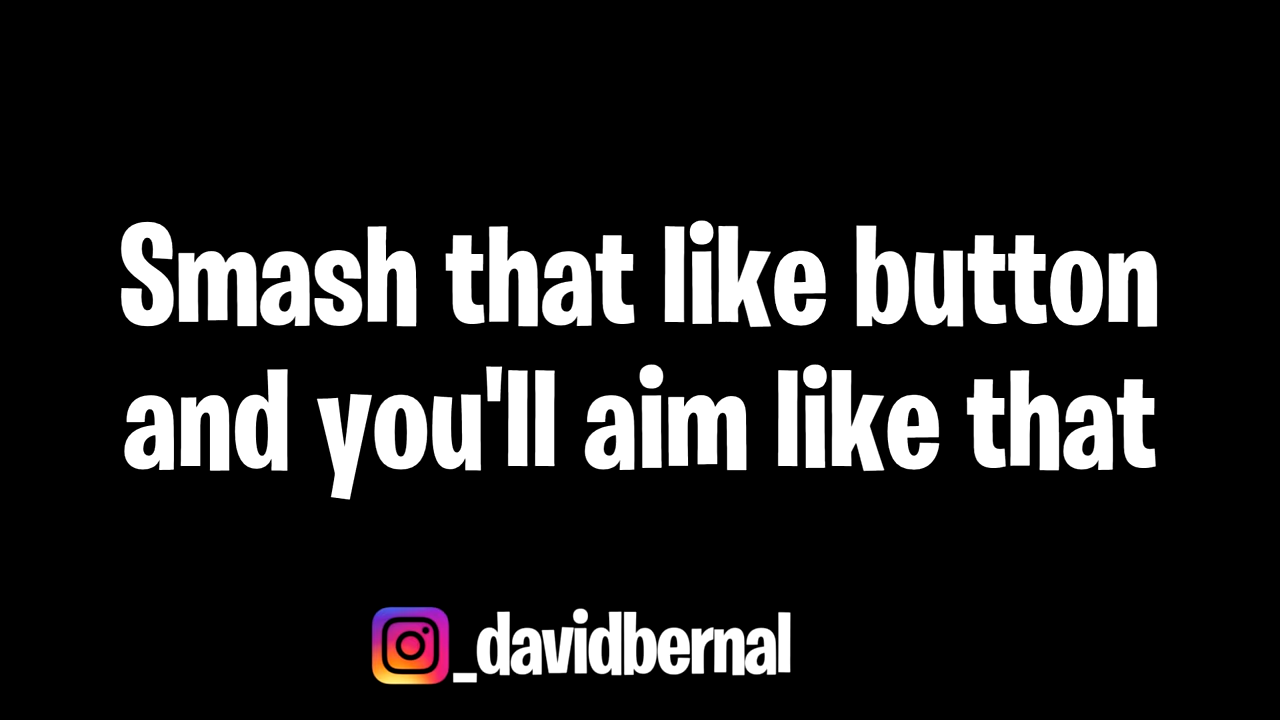 Smash that like button
and you'll aim like that
_davidbernal